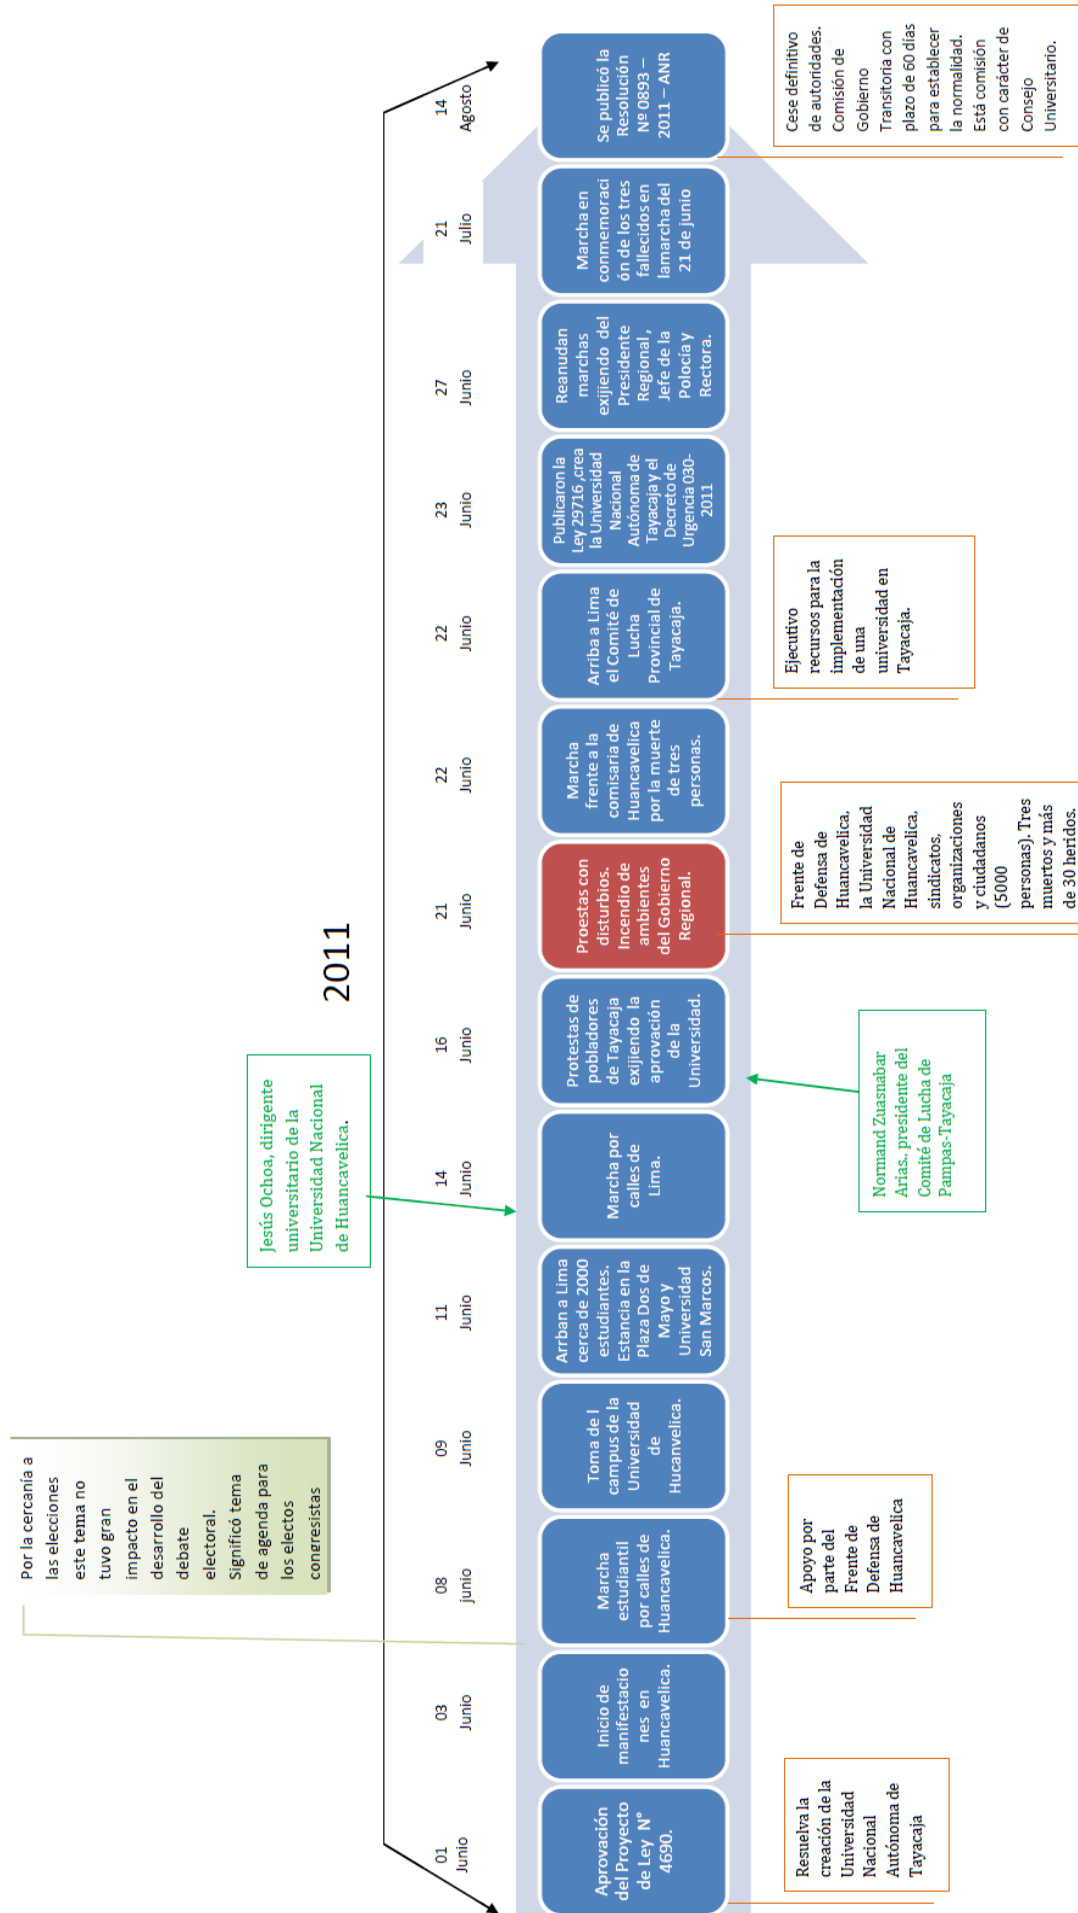 Por la cercanía a
las elecciones
este tema no
tuvo gran
impacto en el
desarrollo del
debate
electoral.
Significó tema
de agenda para
los electos
congresistas
Jesús Ochoa, dirigente
universitario de la
Universidad Nacional
de Huancavelica.
2011
01
Junio
03
Junio
08
junio
09
Junio
11
Junio
14
Junio
16
Junio
21
Junio
22
Junio
22
Junio
23
Junio
27
Junio
21
Julio
14
Agosto
Aprovación
del Proyecto
de Ley N°
4690.
Inicio de
manifestacio
nes en
Huancavelica.
Marcha
estudiantil
por calles de
Huancavelica.
Toma de l
campus de la
Universidad
de
Hucanvelica.
Arrban a Lima
cerca de 2000
estudiantes.
Estancia en la
Plaza Dos de
Mayo y
Universidad
San Marcos.
Marcha por
calles de
Lima.
Protestas de
pobladores
de Tayacaja
exijiendo la
aprovación
de la
Universidad.
Proestas con
disturbios.
Incendio de
ambientes
del Gobierno
Regional.
Marcha
frente a la
comisaria de
Huancavelica
por la muerte
de tres
personas.
Arriba a Lima
el Comité de
Lucha
Provincial de
Tayacaja.
Publicaron la
Ley 29716 ,crea
la Universidad
Nacional
Autónoma de
Tayacaja y el
Decreto de
Urgencia 030-
2011
Reanudan
marchas
exijiendo del
Presidente
Regional ,
Jefe de la
Polocía y
Rectora.
Marcha en
conmemoraci
ón de los tres
fallecidos en
lamarcha del
21 de junio
Se publicó la
Resolución
Nº 0893 –
2011 – ANR
Resuelva la
creación de la
Universidad
Nacional
Autónoma de
Tayacaja
Apoyo por
parte del
Frente de
Defensa de
Huancavelica
Normand Zuasnabar
Arias., presidente del
Comité de Lucha de
Pampas-Tayacaja
Frente de
Defensa de
Huancavelica,
la Universidad
Nacional de
Huancavelica,
sindicatos,
organizaciones
y ciudadanos
(5000
personas). Tres
muertos y más
de 30 heridos.
Ejecutivo
recursos para la
implementación
de una
universidad en
Tayacaja.
Cese definitivo
de autoridades.
Comisión de
Gobierno
Transitoria con
plazo de 60 días
para establecer
la normalidad.
Está comisión
con carácter de
Consejo
Universitario.